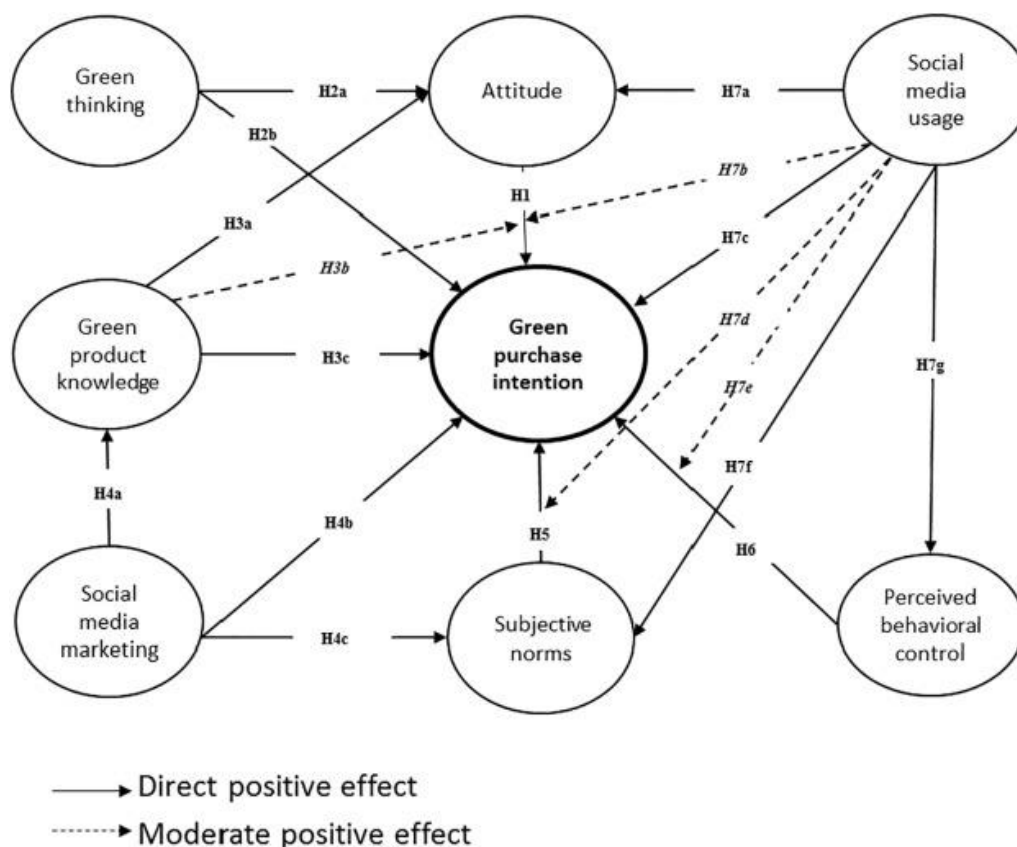 Green
thinking
H2a
Attitude
H7a
Social
media
usage
H2b
H7b
H1
H3a
H7c
H3b
Green
product
knowledge
H3c
Green
purchase
intention
H7d
H7e
H7g
H7f
H4a
H4b
H5
H6
Social
media
marketing
H4c
Subjective
norms
Perceived
behavioral
control
Direct positive effect
Moderate positive effect